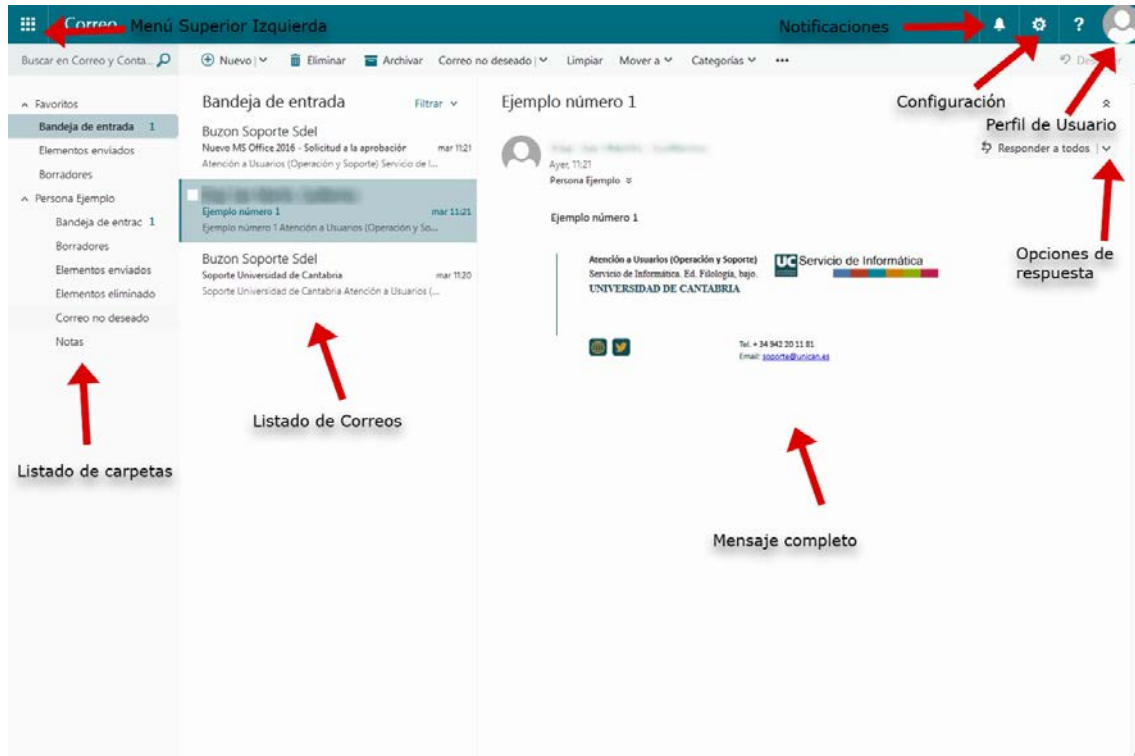 Correo
Menú Superior Izquierda
Notificaciones
?
Buscar en Correo y Conta...
Nuevo
Eliminar
Archivar
Correo no deseado
Limpiar
Mover a
Categorías
Configuración
Perfil de Usuario
Favoritos
Bandeja de entrada 1
Elementos enviados
Borradores
Persona Ejemplo
Bandeja de entrac 1
Borradores
Elementos enviados
Elementos eliminado
Correo no deseado
Notas
Listado de carpetas
Bandeja de entrada
Filtrar
Buzon Soporte Sdel
Nuevo MS Office 2016 - Solicitud a la aprobación mar 11:21
Atención a Usuarios (Operación y Soporte) Servicio de I...
Ejemplo número 1 mar 11:21
Ejemplo número 1 Atención a Usuarios (Operación y So...
Buzon Soporte Sdel
Soporte Universidad de Cantabria mar 11:20
Soporte Universidad de Cantabria Atención a Usuarios (...
Listado de Correos
Ejemplo número 1
Responder a todos
Ayer, 11:21
Persona Ejemplo
Opciones de
respuesta
Ejemplo número 1
Atención a Usuarios (Operación y Soporte)
Servicio de Informática. Ed. Filología, bajo.
UNIVERSIDAD DE CANTABRIA
UC Servicio de Informática
Tel. + 34 942 20 11 81
Email: soporte@unican.es
Mensaje completo